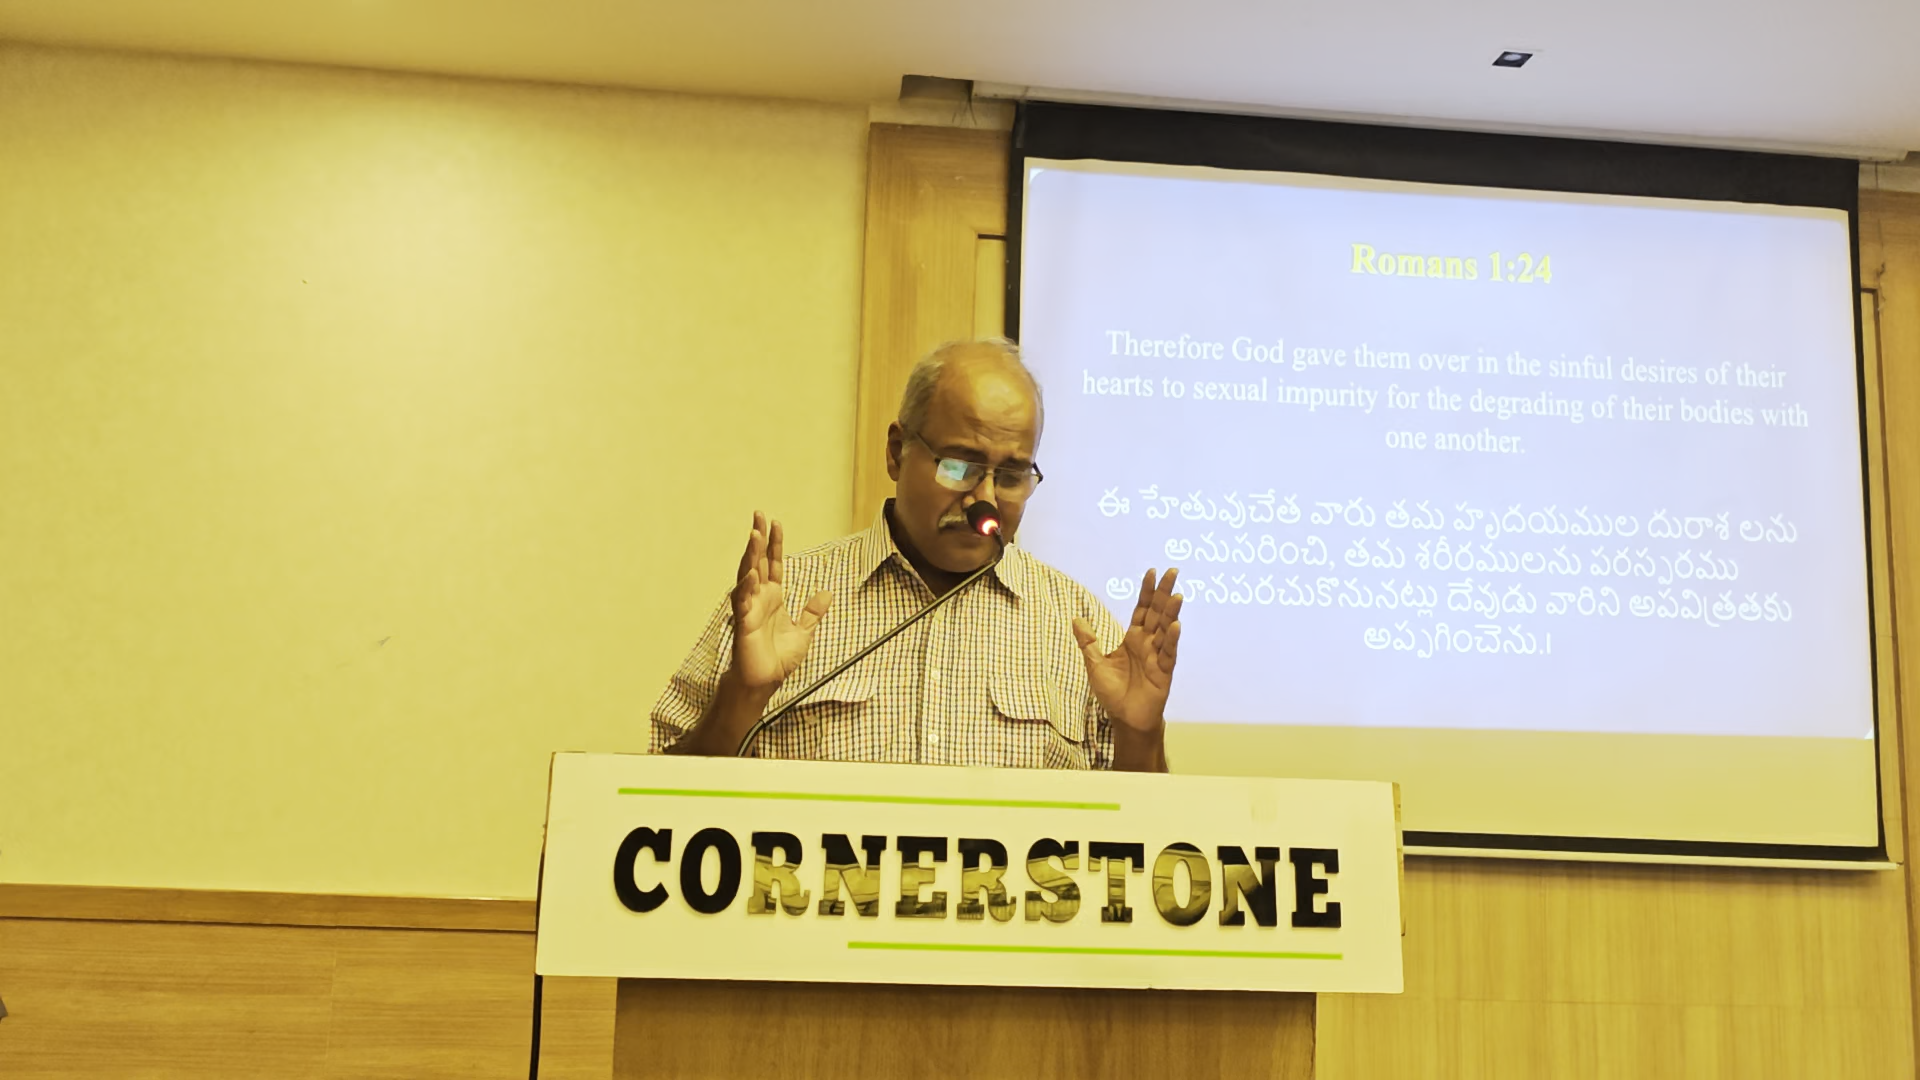 Romans 1:24
Therefore God gave them over in the sinful desires of their
hearts to sexual impurity for the degrading of their bodies with
one another.
ఈ హేతువుచేత వారు తమ హృదయముల దురాశ లను
అనుసరించి, తమ శరీరములను పరస్పరము
నపరచుకొనునట్లు దేవుడు వారిని అపవిత్రతకు
అప్పగించెను.।
CORNERSTONE